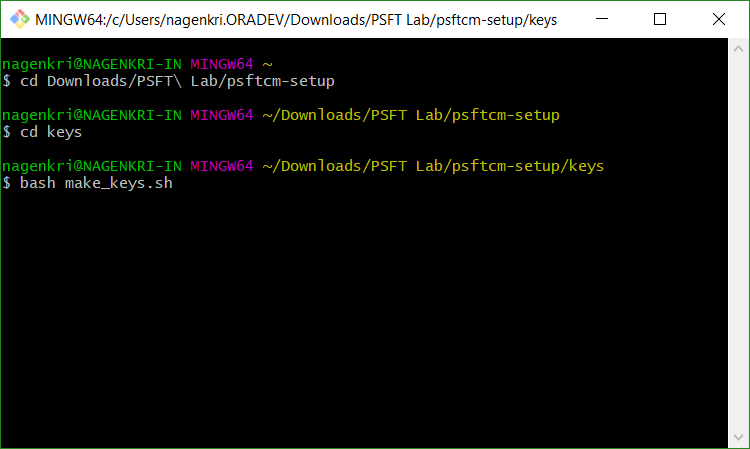 MINGW64:/c/Users/nagenkri.ORADEV/Downloads/PSFT Lab/psftcm-setup/keys
nagenkri@NAGENKRI-IN MINGW64 ~
$ cd Downloads/PSFT\ Lab/psftcm-setup
nagenkri@NAGENKRI-IN MINGW64 ~/Downloads/PSFT Lab/psftcm-setup
$ cd keys
nagenkri@NAGENKRI-IN MINGW64 ~/Downloads/PSFT Lab/psftcm-setup/keys
$ bash make_keys.sh